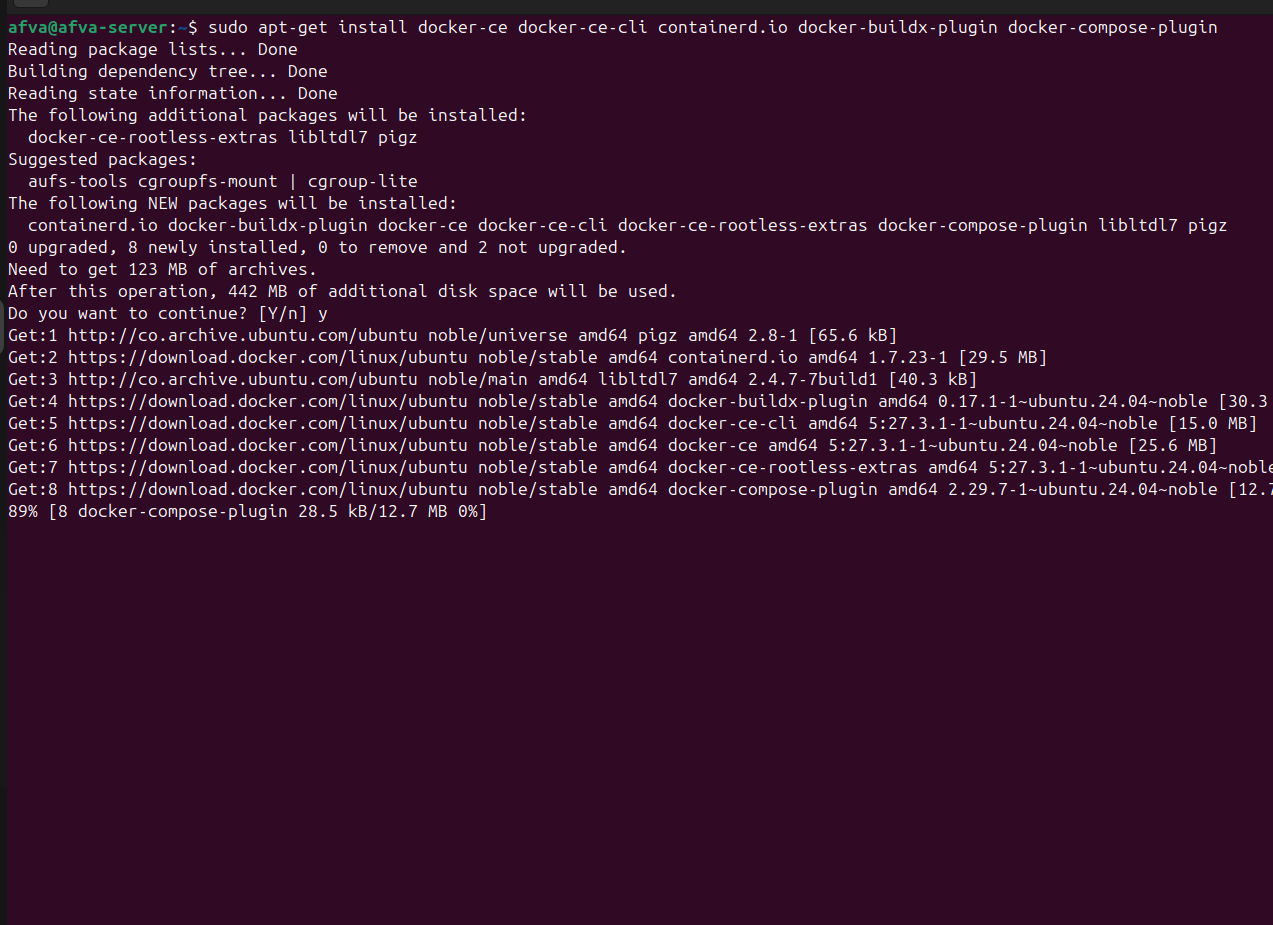 afva@afva-server:~$ sudo apt-get install docker-ce docker-ce-cli containerd.io docker-buildx-plugin docker-compose-plugin
Reading package lists... Done
Building dependency tree... Done
Reading state information... Done
The following additional packages will be installed:
  docker-ce-rootless-extras libltdl7 pigz
Suggested packages:
  aufs-tools cgroupfs-mount | cgroup-lite
The following NEW packages will be installed:
  containerd.io docker-buildx-plugin docker-ce docker-ce-cli docker-ce-rootless-extras docker-compose-plugin libltdl7 pigz
0 upgraded, 8 newly installed, 0 to remove and 2 not upgraded.
Need to get 123 MB of archives.
After this operation, 442 MB of additional disk space will be used.
Do you want to continue? [Y/n] y
Get:1 http://co.archive.ubuntu.com/ubuntu noble/universe amd64 pigz amd64 2.8-1 [65.6 kB]
Get:2 https://download.docker.com/linux/ubuntu noble/stable amd64 containerd.io amd64 1.7.23-1 [29.5 MB]
Get:3 http://co.archive.ubuntu.com/ubuntu noble/main amd64 libltdl7 amd64 2.4.7-7build1 [40.3 kB]
Get:4 https://download.docker.com/linux/ubuntu noble/stable amd64 docker-buildx-plugin amd64 0.17.1-1~ubuntu.24.04~noble [30.3
Get:5 https://download.docker.com/linux/ubuntu noble/stable amd64 docker-ce-cli amd64 5:27.3.1-1~ubuntu.24.04~noble [15.0 MB]
Get:6 https://download.docker.com/linux/ubuntu noble/stable amd64 docker-ce amd64 5:27.3.1-1~ubuntu.24.04~noble [25.6 MB]
Get:7 https://download.docker.com/linux/ubuntu noble/stable amd64 docker-ce-rootless-extras amd64 5:27.3.1-1~ubuntu.24.04~noble
Get:8 https://download.docker.com/linux/ubuntu noble/stable amd64 docker-compose-plugin amd64 2.29.7-1~ubuntu.24.04~noble [12.7
89% [8 docker-compose-plugin 28.5 kB/12.7 MB 0%]